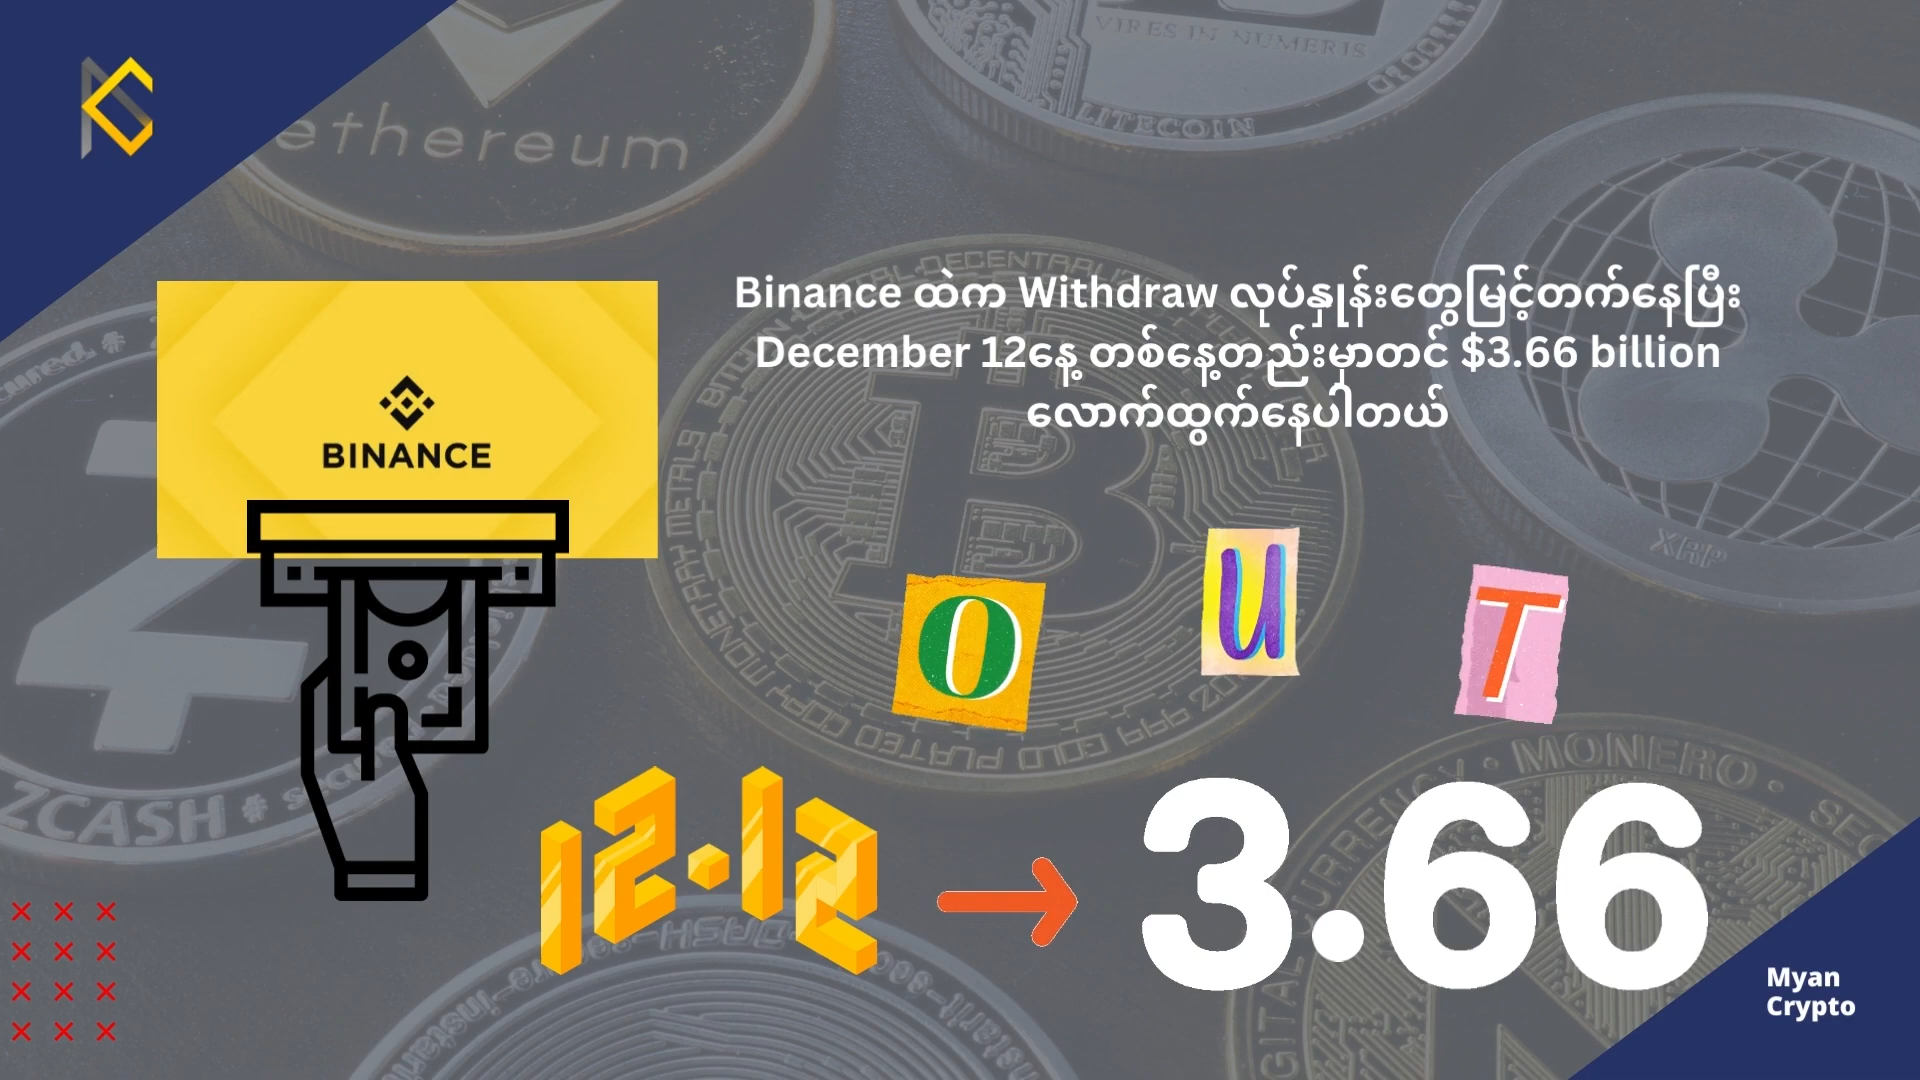 ethereum
VIRES IN NUMERIS
LITECOIN
Binance ထဲက Withdraw လုပ်နှုန်းတွေမြင့်တက်နေပြီး
December 12နေ့ တစ်နေ့တည်းမှာတင် $3.66 billion
လောက်ထွက်နေပါတယ်
BINANCE
XRP
O U T
MONERO
ZCASH
12.12
3.66
Myan
Crypto